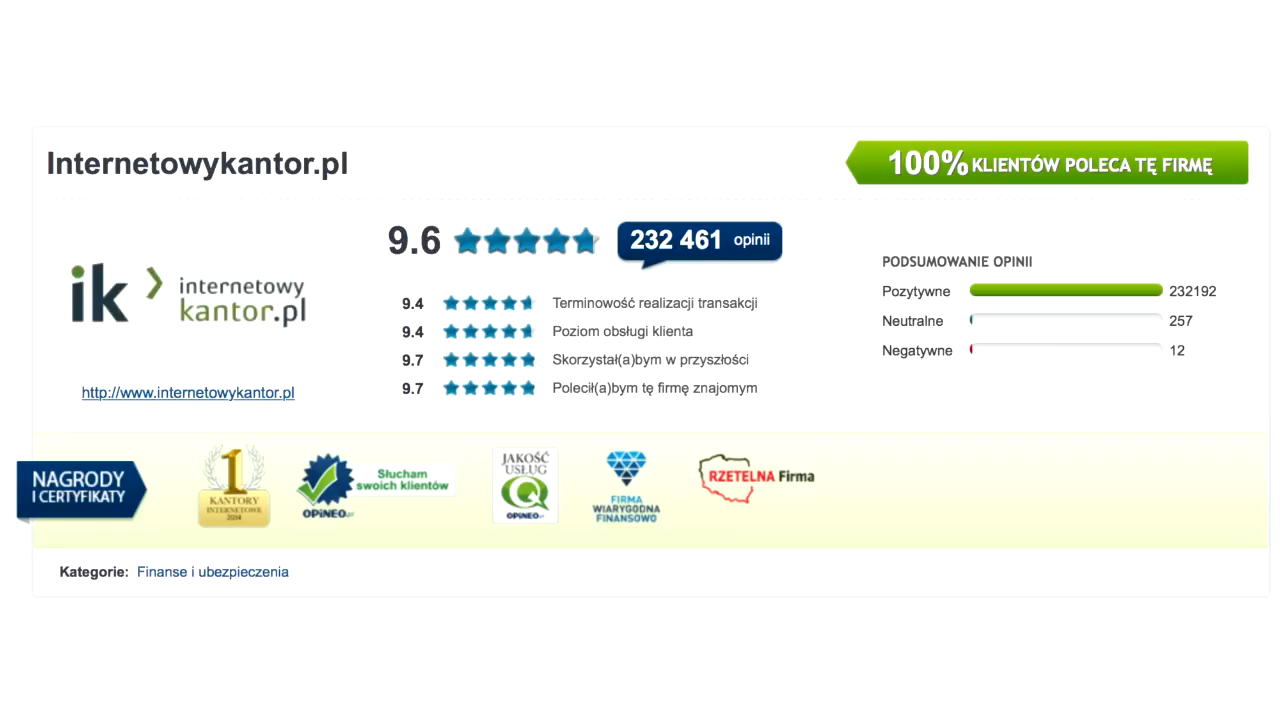 Internetowykantor.pl
100% KLIENTÓW POLECA TĘ FIRMĘ
ik internetowy
kantor.pl
http://www.internetowykantor.pl
9.6 232 461 opinii
9.4 Terminowość realizacji transakcji
9.4 Poziom obsługi klienta
9.7 Skorzystał(a)bym w przyszłości
9.7 Polecił(a)bym tę firmę znajomym
PODSUMOWANIE OPINII
Pozytywne 232192
Neutralne 257
Negatywne 12
NAGRODY
I CERTYFIKATY
1
KANTORY
INTERNETOWE
2014
Słucham
swoich klientów
OPiNEO.pl
JAKOŚĆ
USŁUG
Q
OPiNEO.pl
FIRMA
WIARYGODNA
FINANSOWO
RZETELNA Firma
Kategorie: Finanse i ubezpieczenia